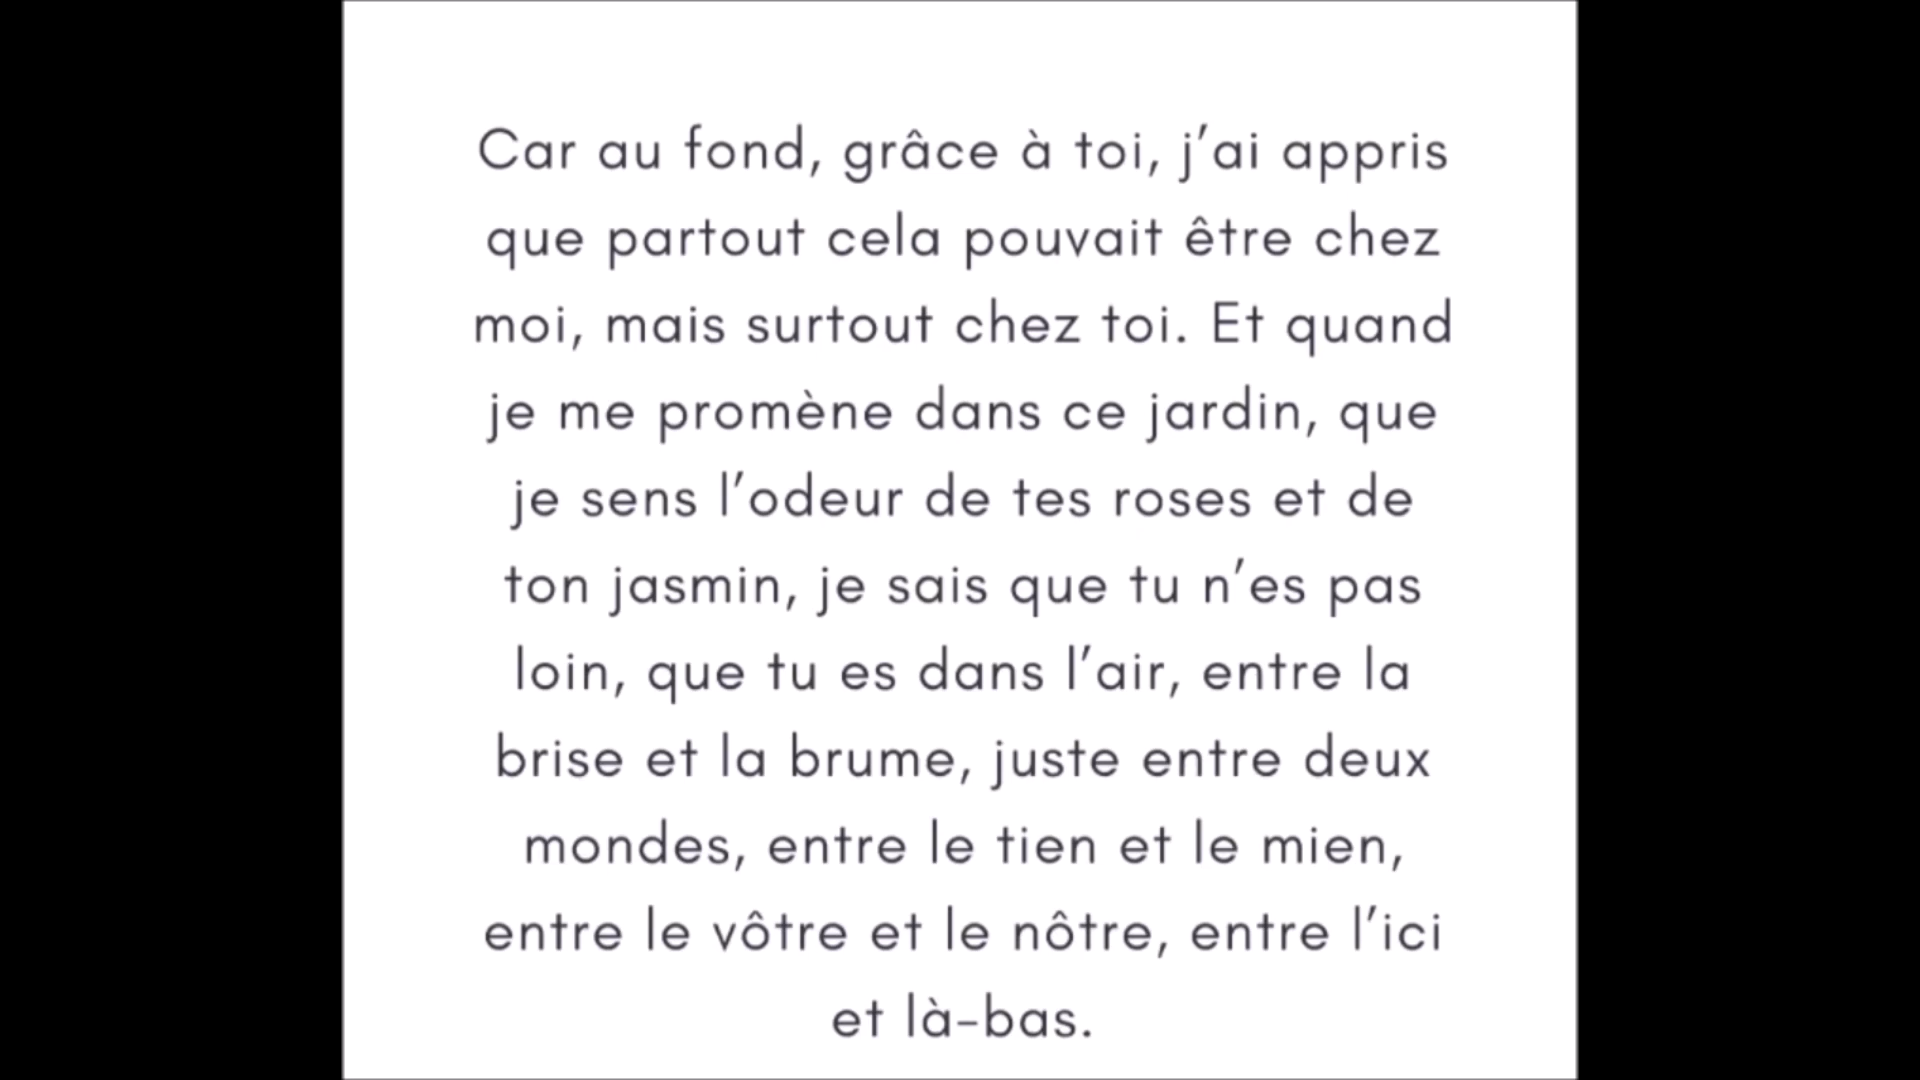 Car au fond, grâce à toi, j’ai appris
que partout cela pouvait être chez
moi, mais surtout chez toi. Et quand
je me promène dans ce jardin, que
je sens l’odeur de tes roses et de
ton jasmin, je sais que tu n’es pas
loin, que tu es dans l’air, entre la
brise et la brume, juste entre deux
mondes, entre le tien et le mien,
entre le vôtre et le nôtre, entre l’ici
et là-bas.